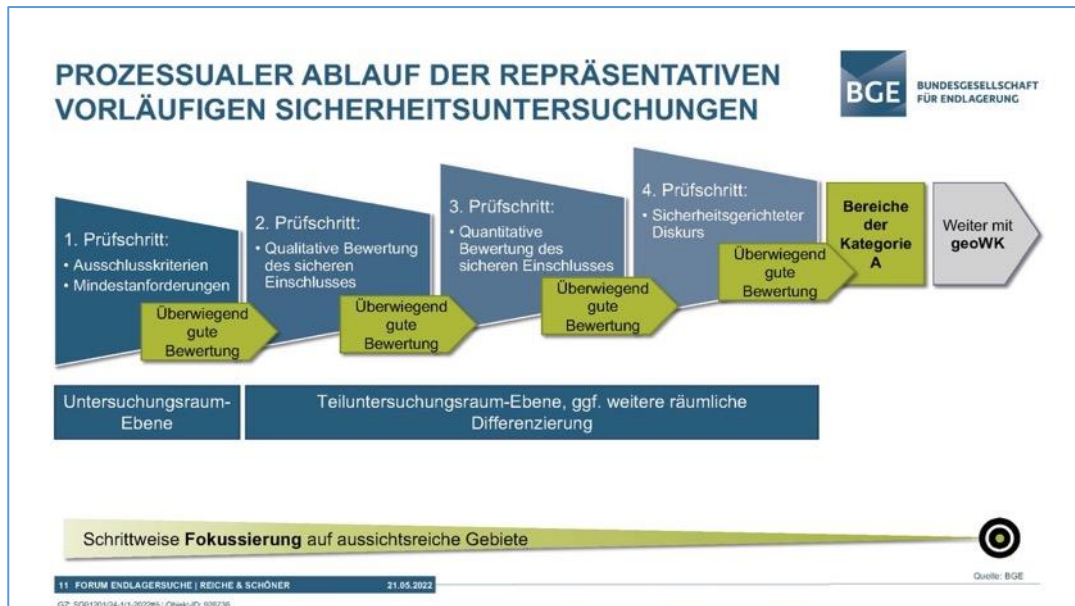 PROZESSUALER ABLAUF DER REPRÄSENTATIVEN
VORLÄUFIGEN SICHERHEITSUNTERSUCHUNGEN
BGE
BUNDESGESELLSCHAFT
FÜR ENDLAGERUNG
1. Prüfschritt:
• Ausschlusskriterien
• Mindestanforderungen
Überwiegend
gute
Bewertung
2. Prüfschritt:
• Qualitative Bewertung
des sicheren
Einschlusses
Überwiegend
gute
Bewertung
3. Prüfschritt:
• Quantitative
Bewertung des
sicheren Einschlusses
Überwiegend
gute
Bewertung
4. Prüfschritt:
• Sicherheitsgerichteter
Diskurs
Überwiegend
gute
Bewertung
Bereiche
der
Kategorie
A
Weiter mit
geoWK
Untersuchungsraum-
Ebene
Teiluntersuchungsraum-Ebene, ggf. weitere räumliche
Differenzierung
Schrittweise Fokussierung auf aussichtsreiche Gebiete
Quelle: BGE
11 FORUM ENDLAGERSUCHE | REICHE & SCHÖNER 21.05.2022